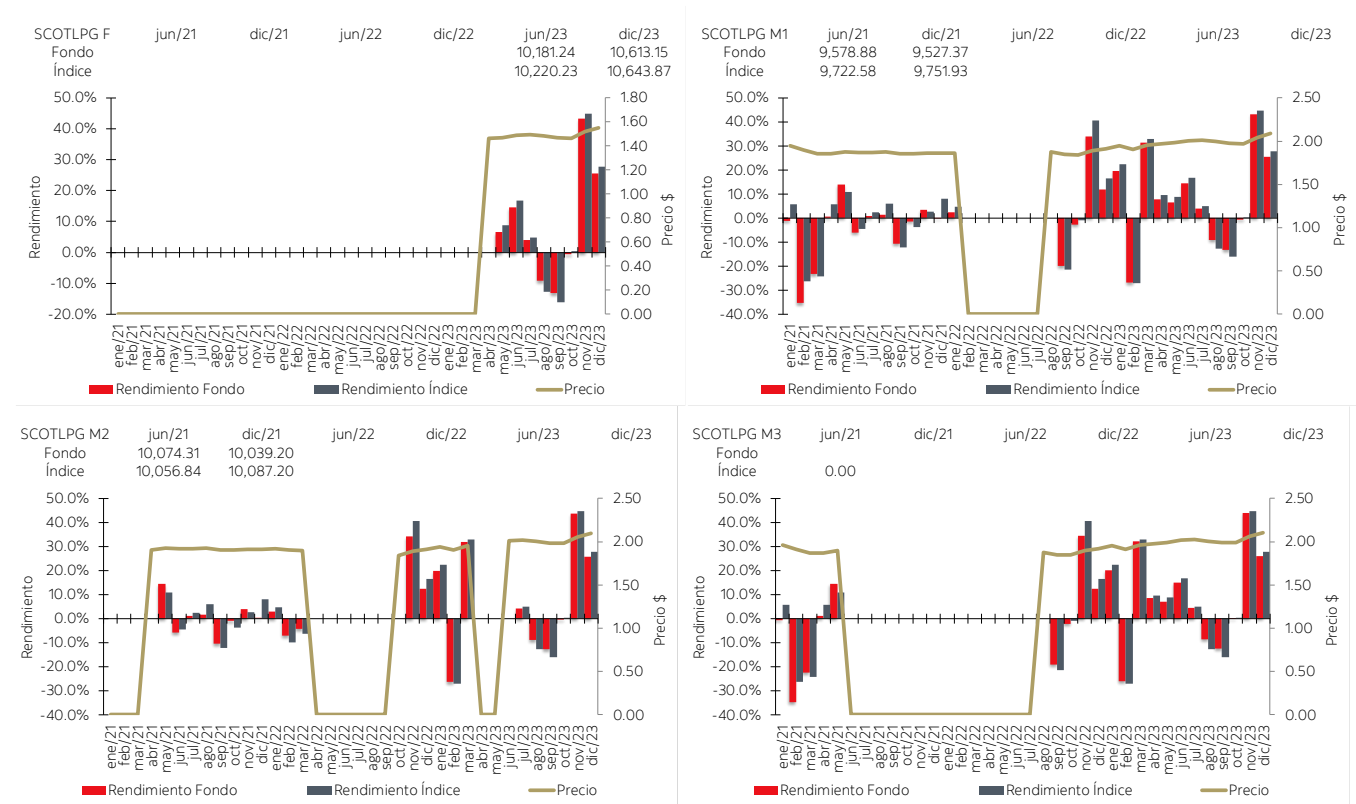 SCOTLPG F jun/21 dic/21 jun/22 dic/22 jun/23 dic/23
Fondo 10,181.24 10,613.15
Índice 10,220.23 10,643.87
50.0%
40.0%
30.0%
20.0%
10.0%
0.0%
-10.0%
-20.0%
Rendimiento
1.80
1.60
1.40
1.20
1.00
0.80
0.60
0.40
0.20
0.00
Precio $
ene/21
feb/21
mar/21
abr/21
may/21
jun/21
jul/21
ago/21
sep/21
oct/21
nov/21
dic/21
ene/22
feb/22
mar/22
abr/22
may/22
jun/22
jul/22
ago/22
sep/22
oct/22
nov/22
dic/22
ene/23
feb/23
mar/23
abr/23
may/23
jun/23
jul/23
ago/23
sep/23
oct/23
nov/23
dic/23
Rendimiento Fondo Rendimiento Índice Precio
SCOTLPG M1 jun/21 dic/21 jun/22 dic/22 jun/23 dic/23
Fondo 9,578.88 9,527.37
Índice 9,722.58 9,751.93
50.0%
40.0%
30.0%
20.0%
10.0%
0.0%
-10.0%
-20.0%
-30.0%
-40.0%
Rendimiento
2.50
2.00
1.50
1.00
0.50
0.00
Precio $
ene/21
feb/21
mar/21
abr/21
may/21
jun/21
jul/21
ago/21
sep/21
oct/21
nov/21
dic/21
ene/22
feb/22
mar/22
abr/22
may/22
jun/22
jul/22
ago/22
sep/22
oct/22
nov/22
dic/22
ene/23
feb/23
mar/23
abr/23
may/23
jun/23
jul/23
ago/23
sep/23
oct/23
nov/23
dic/23
Rendimiento Fondo Rendimiento Índice Precio
SCOTLPG M2 jun/21 dic/21 jun/22 dic/22 jun/23 dic/23
Fondo 10,074.31 10,039.20
Índice 10,056.84 10,087.20
50.0%
40.0%
30.0%
20.0%
10.0%
0.0%
-10.0%
-20.0%
-30.0%
-40.0%
Rendimiento
2.50
2.00
1.50
1.00
0.50
0.00
Precio $
ene/21
feb/21
mar/21
abr/21
may/21
jun/21
jul/21
ago/21
sep/21
oct/21
nov/21
dic/21
ene/22
feb/22
mar/22
abr/22
may/22
jun/22
jul/22
ago/22
sep/22
oct/22
nov/22
dic/22
ene/23
feb/23
mar/23
abr/23
may/23
jun/23
jul/23
ago/23
sep/23
oct/23
nov/23
dic/23
Rendimiento Fondo Rendimiento Índice Precio
SCOTLPG M3 jun/21 dic/21 jun/22 dic/22 jun/23 dic/23
Fondo
Índice 0.00
50.0%
40.0%
30.0%
20.0%
10.0%
0.0%
-10.0%
-20.0%
-30.0%
-40.0%
Rendimiento
2.50
2.00
1.50
1.00
0.50
0.00
Precio $
ene/21
feb/21
mar/21
abr/21
may/21
jun/21
jul/21
ago/21
sep/21
oct/21
nov/21
dic/21
ene/22
feb/22
mar/22
abr/22
may/22
jun/22
jul/22
ago/22
sep/22
oct/22
nov/22
dic/22
ene/23
feb/23
mar/23
abr/23
may/23
jun/23
jul/23
ago/23
sep/23
oct/23
nov/23
dic/23
Rendimiento Fondo Rendimiento Índice Precio